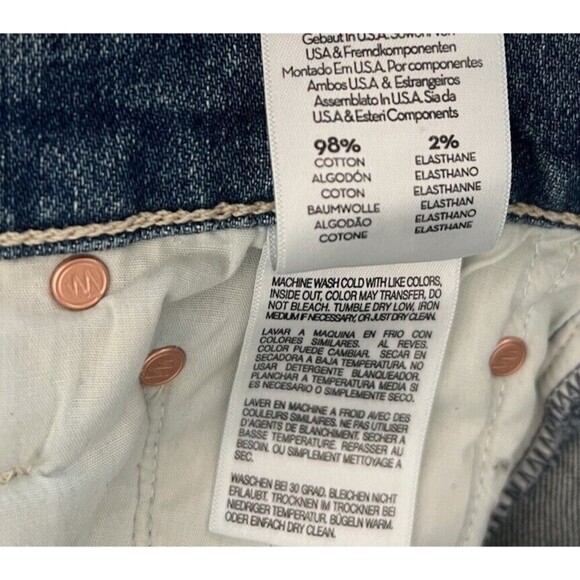 Gebaut In U.S.A. Sowohl Von
USA & Fremdkomponenten
Montado Em U.S.A. Por componentes
Ambos U.S.A & Estrangeiros
Assemblato In U.S.A. Sia da
U.S.A & Esteri Components
98% 2%
COTTON ELASTHANE
ALGODÓN ELASTHANO
COTON ELASTHANNE
BAUMWOLLE ELASTHAN
ALGODÃO ELASTHANO
COTONE ELASTHANE
MACHINE WASH COLD WITH LIKE COLORS,
INSIDE OUT, COLOR MAY TRANSFER, DO
NOT BLEACH. TUMBLE DRY LOW, IRON
MEDIUM IF NECESSARY, OR JUST DRY CLEAN.
LAVAR A MAQUINA EN FRIO CON
COLORES SIMILARES. AL REVES.
COLOR PUEDE CAMBIAR. SECAR EN
SECADORA A BAJA TEMPERATURA. NO
USAR DETERGENTE BLANQUEADOR.
PLANCHAR A TEMPERATURA MEDIA SI
ES NECESARIO O SIMPLEMENTE SECO.
LAVER EN MACHINE A FROID AVEC DES
COULEURS SIMILAIRES. NE PAS UTILISER
D'AGENTS DE BLANCHIMENT. SECHER A
BASSE TEMPERATURE. REPASSER AU
BESOIN. OU SIMPLEMENT METTOYAGE A
SEC.
WASCHEN BEI 30 GRAD. BLEICHEN NICHT
ERLAUBT. TROCKNEN IM TROCKNER BEI
NIEDRIGER TEMPERATUR. BÜGELN WARM.
ODER EINFACH DRY CLEAN.